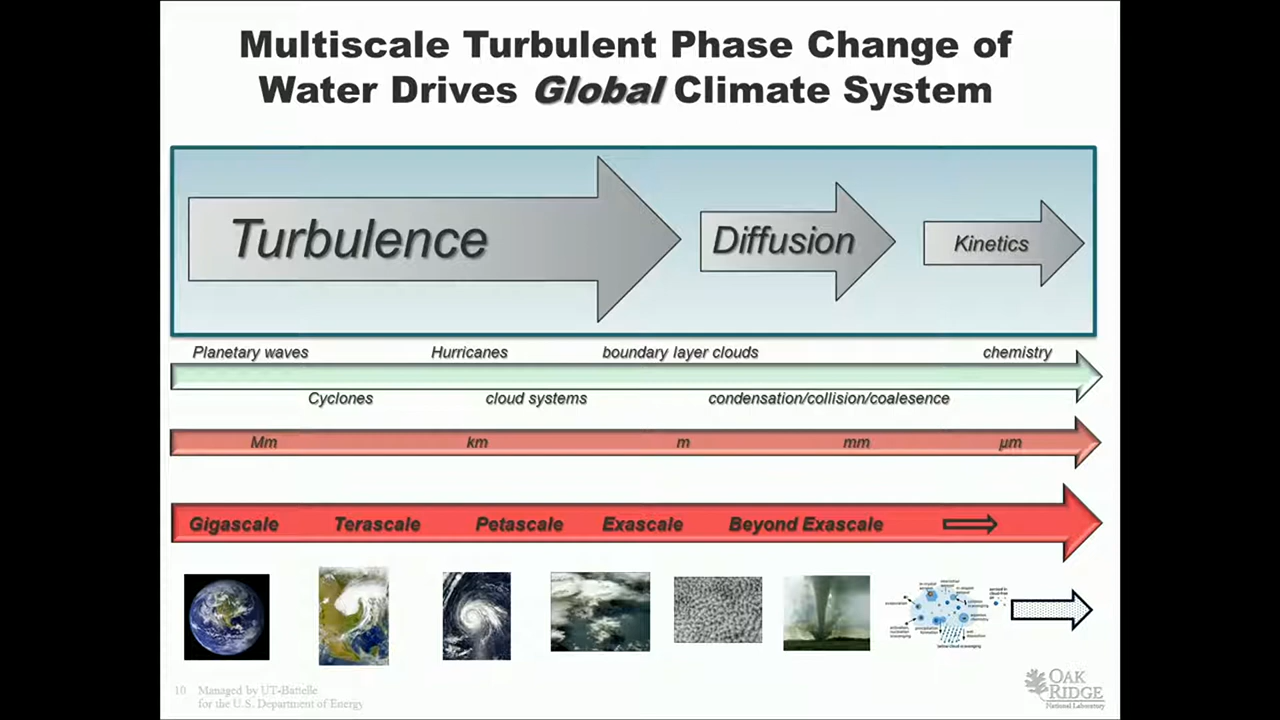 Multiscale Turbulent Phase Change of
Water Drives Global Climate System
Turbulence
Diffusion
Kinetics
Planetary waves
Hurricanes
boundary layer clouds
chemistry
Cyclones
cloud systems
condensation/collision/coalesence
Mm
km
m
mm
µm
Gigascale
Terascale
Petascale
Exascale
Beyond Exascale
10
Managed by UT-Battelle
for the U.S. Department of Energy
OAK
RIDGE
National Laboratory